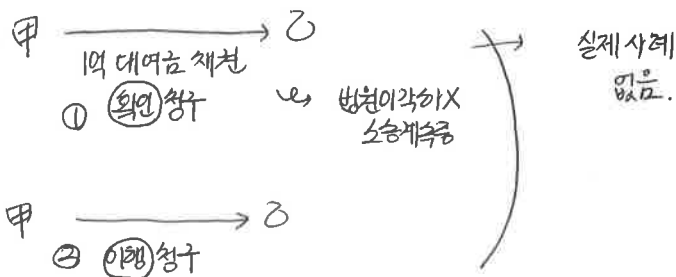 甲 → 乙
1억 대여금 채권
① 확인 청구
↳ 법원이 각하 X
소송계속중
→ 실제 사례
없음.
甲 → 乙
② 이행 청구